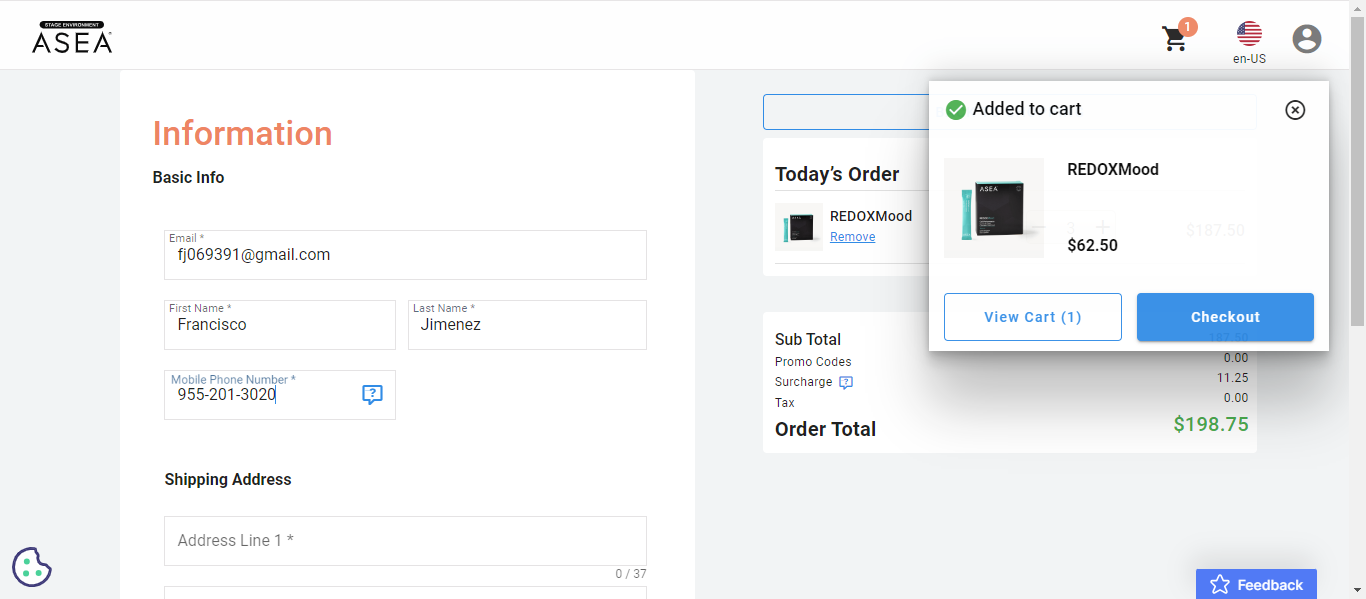 STAGE ENVIRONMENT
ASEA
1
en-US
Information
Basic Info
Email *
fj069391@gmail.com
First Name *
Francisco
Last Name *
Jimenez
Mobile Phone Number *
955-201-3020
?
Shipping Address
Address Line 1 *
0 / 37
Added to cart
ASEA
REDOXMood
$62.50
View Cart (1)
Checkout
Today's Order
REDOXMood
Remove
3 +
$187.50
Sub Total
187.50
Promo Codes
0.00
Surcharge ?
11.25
Tax
0.00
Order Total
$198.75
Feedback